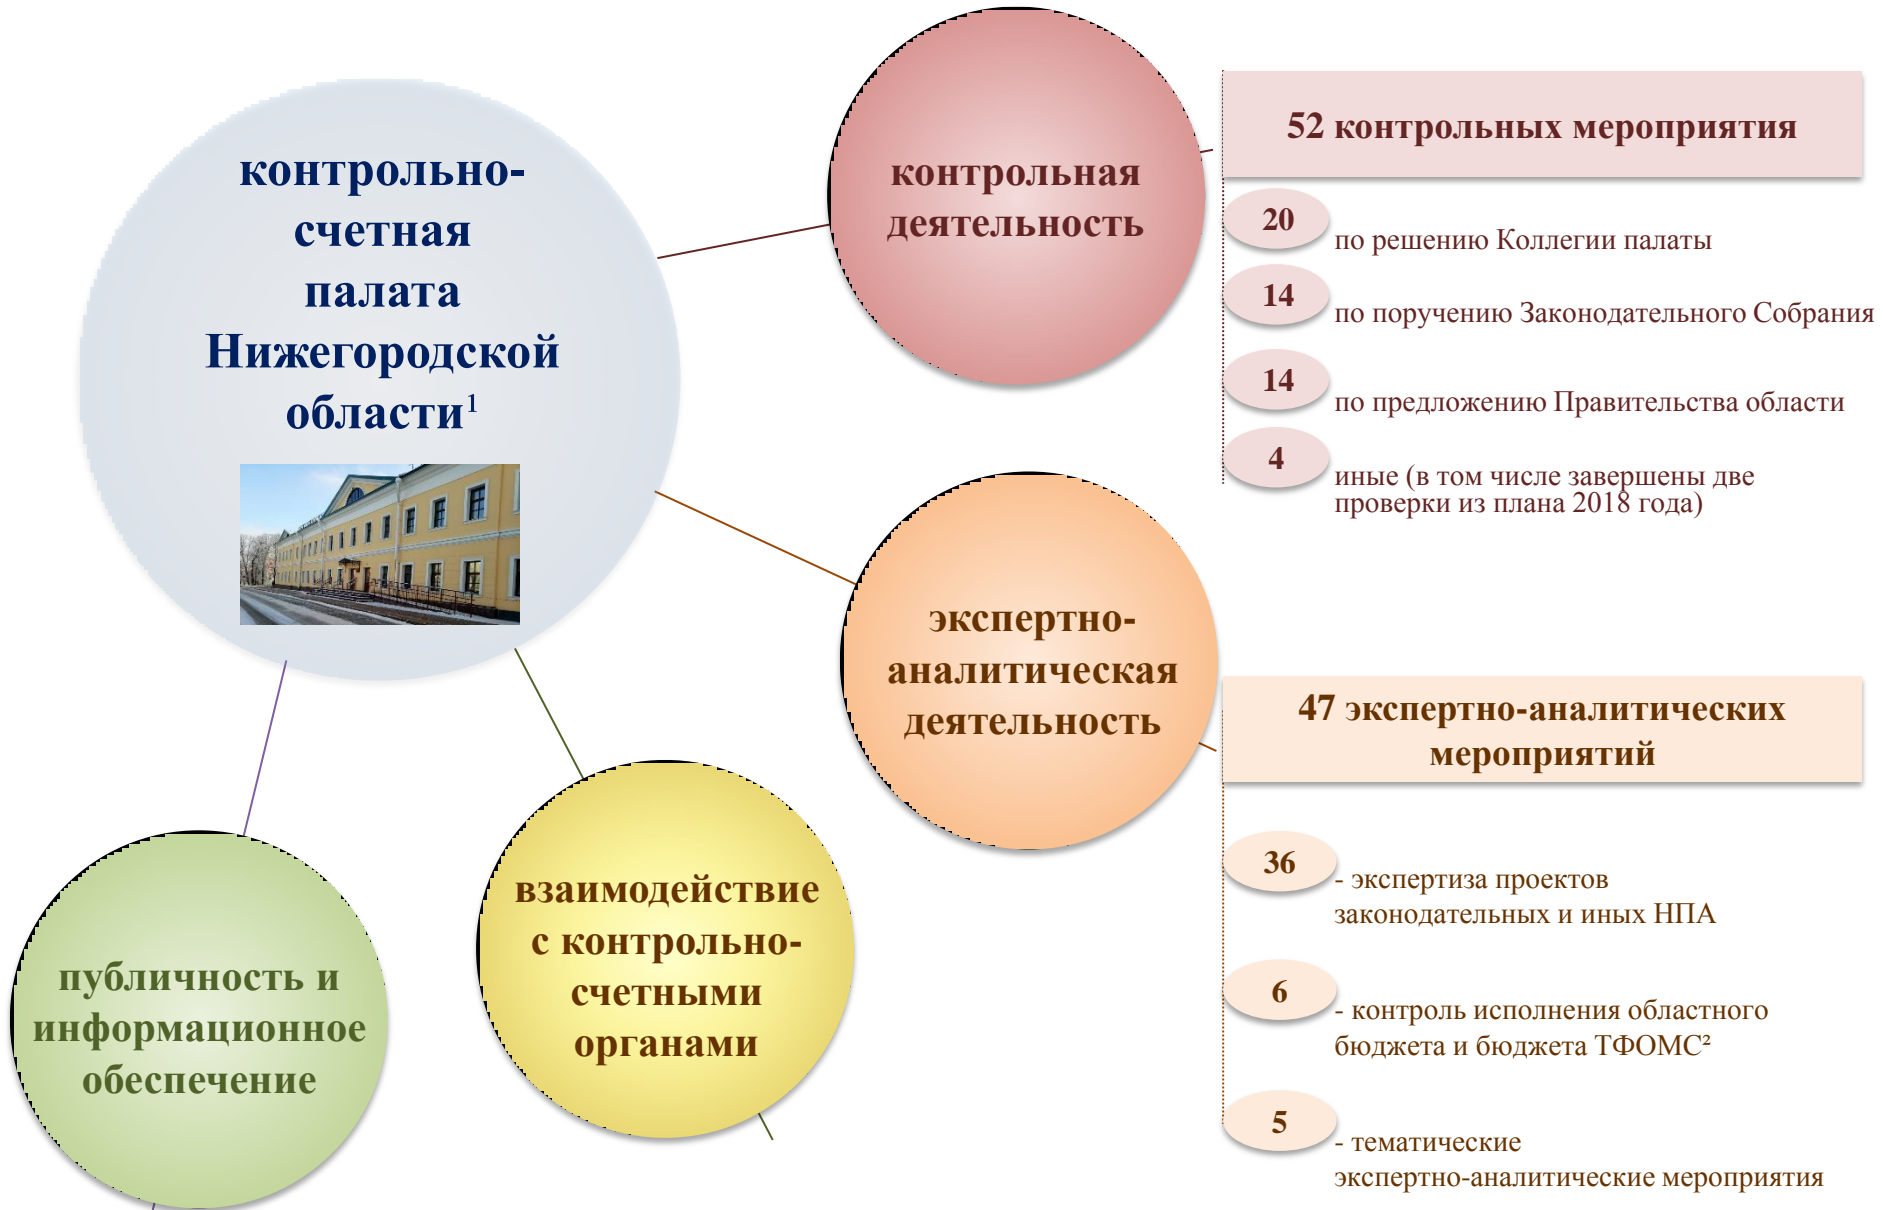 контрольно-
счетная
палата
Нижегородской
области¹
контрольная
деятельность
52 контрольных мероприятия
20
по решению Коллегии палаты
14
по поручению Законодательного Собрания
14
по предложению Правительства области
4
иные (в том числе завершены две
проверки из плана 2018 года)
экспертно-
аналитическая
деятельность
47 экспертно-аналитических
мероприятий
36
- экспертиза проектов
законодательных и иных НПА
6
- контроль исполнения областного
бюджета и бюджета ТФОМС²
5
- тематические
экспертно-аналитические мероприятия
взаимодействие
с контрольно-
счетными
органами
публичность и
информационное
обеспечение